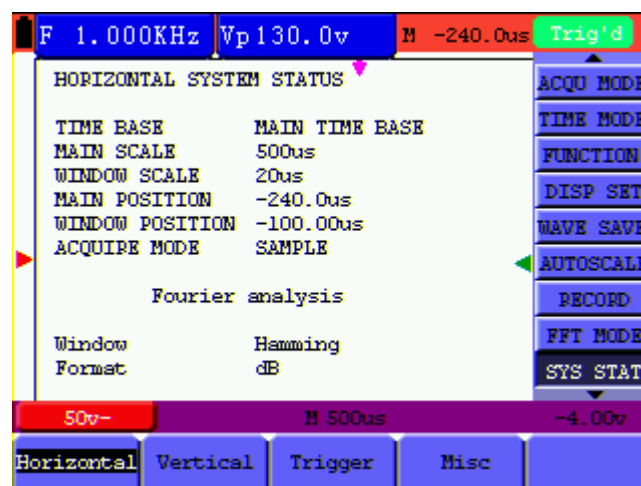 F 1.000KHz Vp130.0v M -240.0us Trig'd
HORIZONTAL SYSTEM STATUS
TIME BASE MAIN TIME BASE
MAIN SCALE 500us
WINDOW SCALE 20us
MAIN POSITION -240.0us
WINDOW POSITION -100.00us
ACQUIRE MODE SAMPLE
Fourier analysis
Window Hamming
Format dB
ACQU MODE
TIME MODE
FUNCTION
DISP SET
WAVE SAVE
AUTOSCALE
RECORD
FFT MODE
SYS STAT
50v- M 500us -4.00v
Horizontal Vertical Trigger Misc